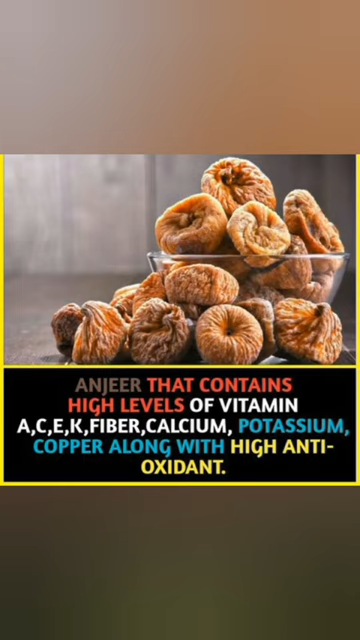 ANJEER THAT CONTAINS
HIGH LEVELS OF VITAMIN
A,C,E,K,FIBER,CALCIUM, POTASSIUM,
COPPER ALONG WITH HIGH ANTI-
OXIDANT.